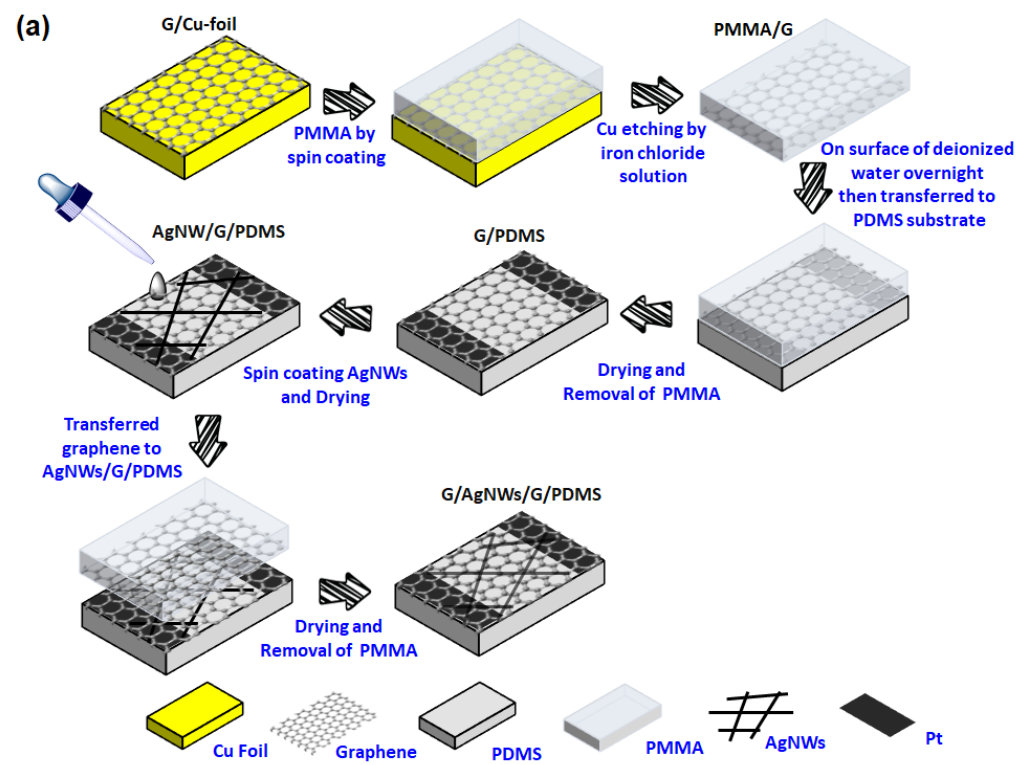 (a)
G/Cu-foil
PMMA/G
PMMA by
spin coating
Cu etching by
iron chloride
solution
On surface of deionized
water overnight
then transferred to
PDMS substrate
AgNW/G/PDMS
G/PDMS
Spin coating AgNWs
and Drying
Drying and
Removal of PMMA
Transferred
graphene to
AgNWs/G/PDMS
G/AgNWs/G/PDMS
Drying and
Removal of PMMA
Cu Foil
Graphene
PDMS
PMMA
AgNWs
Pt